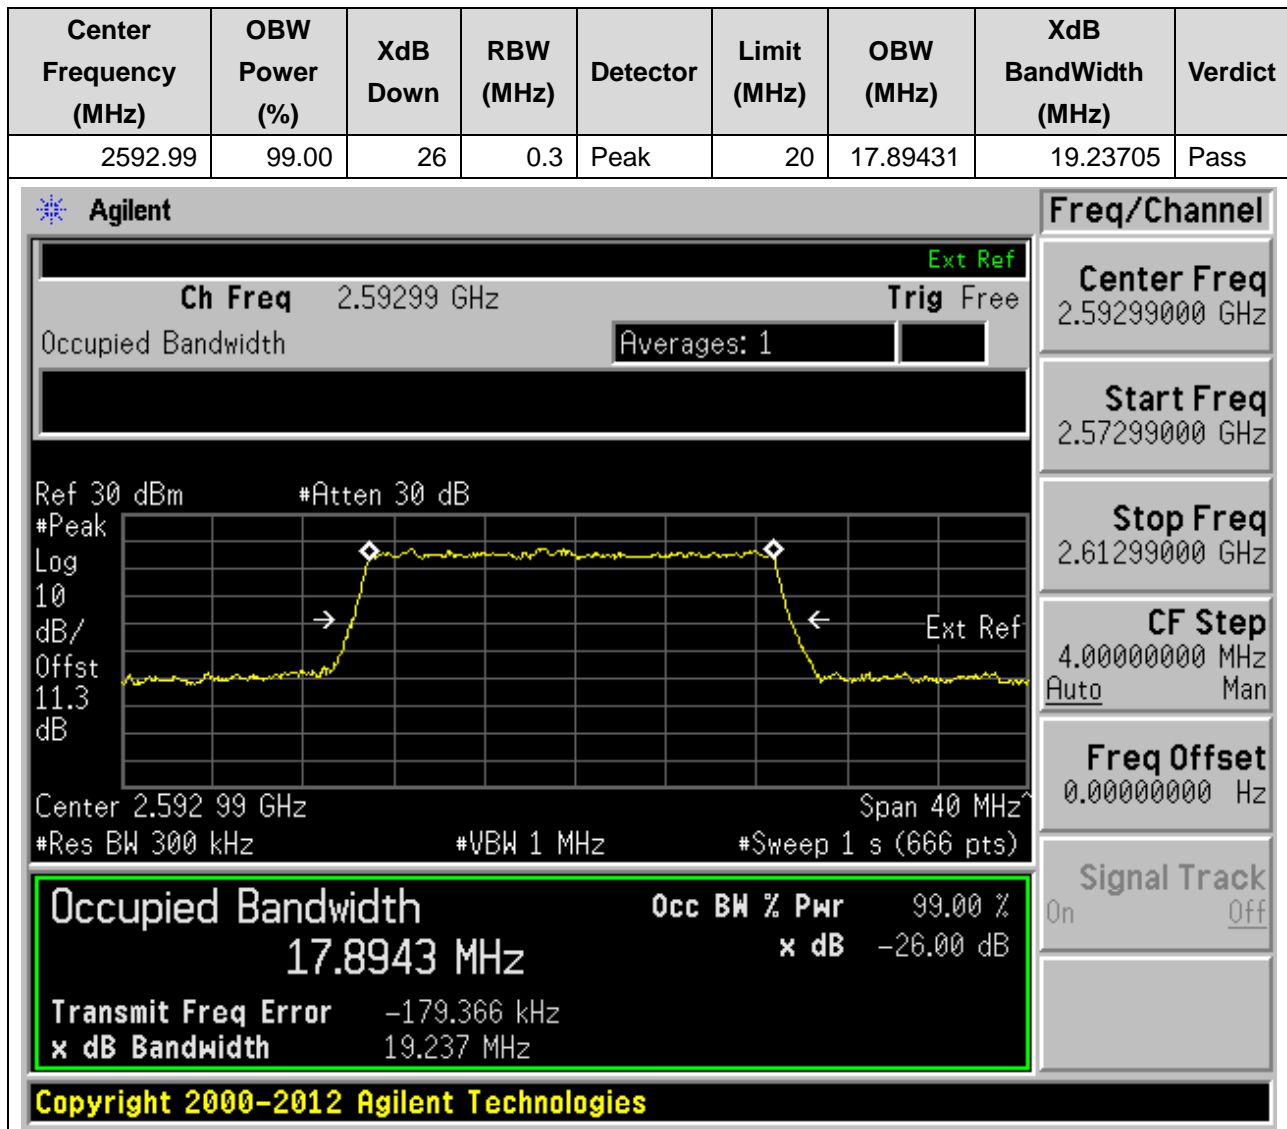 Center Frequency (MHz) OBW Power (%) XdB Down RBW (MHz) Detector Limit (MHz) OBW (MHz) XdB BandWidth (MHz) Verdict
2592.99 99.00 26 0.3 Peak 20 17.89431 19.23705 Pass
Agilent
Freq/Channel
Ext Ref
Ch Freq 2.59299 GHz Trig Free
Occupied Bandwidth Averages: 1
Ref 30 dBm #Atten 30 dB
#Peak
Log
10
dB/
Offst
11.3
dB
Ext Ref
Center 2.592 99 GHz Span 40 MHz^
#Res BW 300 kHz #VBW 1 MHz #Sweep 1 s (666 pts)
Occupied Bandwidth
17.8943 MHz
Occ BW % Pwr 99.00 %
x dB -26.00 dB
Transmit Freq Error -179.366 kHz
x dB Bandwidth 19.237 MHz
Center Freq
2.59299000 GHz
Start Freq
2.57299000 GHz
Stop Freq
2.61299000 GHz
CF Step
4.00000000 MHz
Auto Man
Freq Offset
0.00000000 Hz
Signal Track
On Off
Copyright 2000-2012 Agilent Technologies